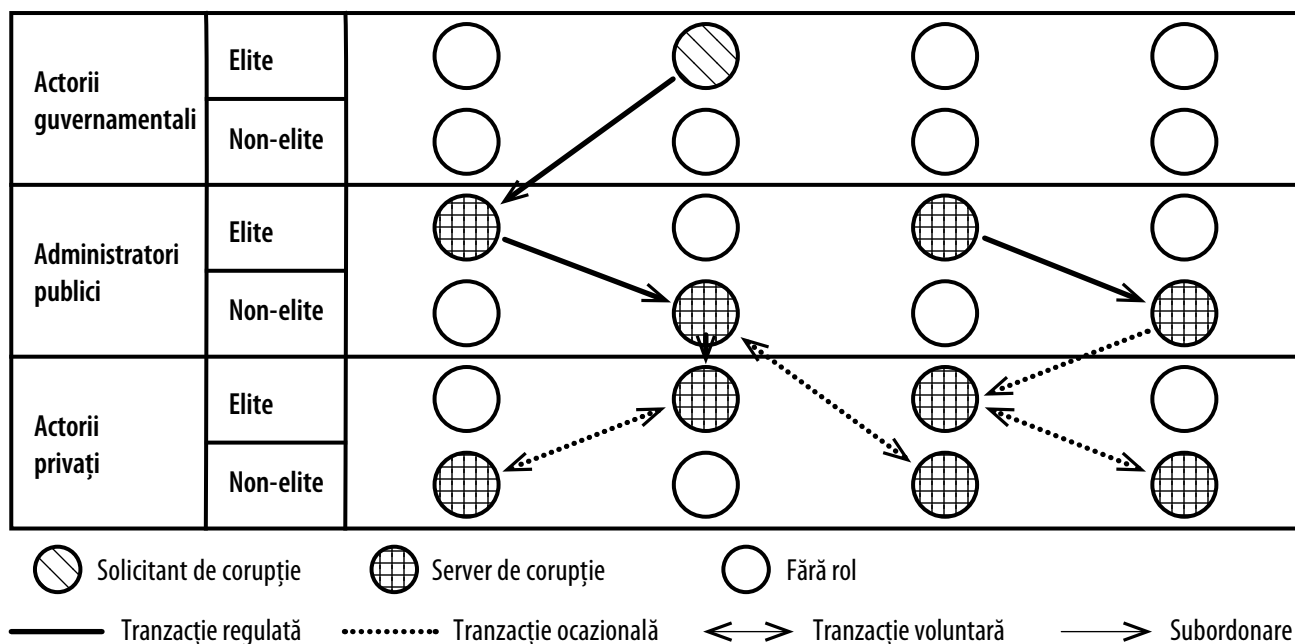 Actorii
guvernamentali
Elite
Non-elite
Administratori
publici
Elite
Non-elite
Actorii
privați
Elite
Non-elite
Solicitant de corupție
Server de corupție
Fără rol
Tranzacție regulată
Tranzacție ocazională
Tranzacție voluntară
Subordonare